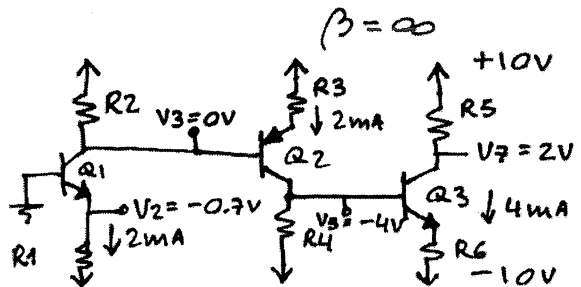 β = ∞
+10V
R2
V3=0V
R3
2mA
R5
Q1
Q2
V7 = 2V
V2 = -0.7V
Q3
4mA
R1
2mA
R4
V5= -4V
R6
-10V